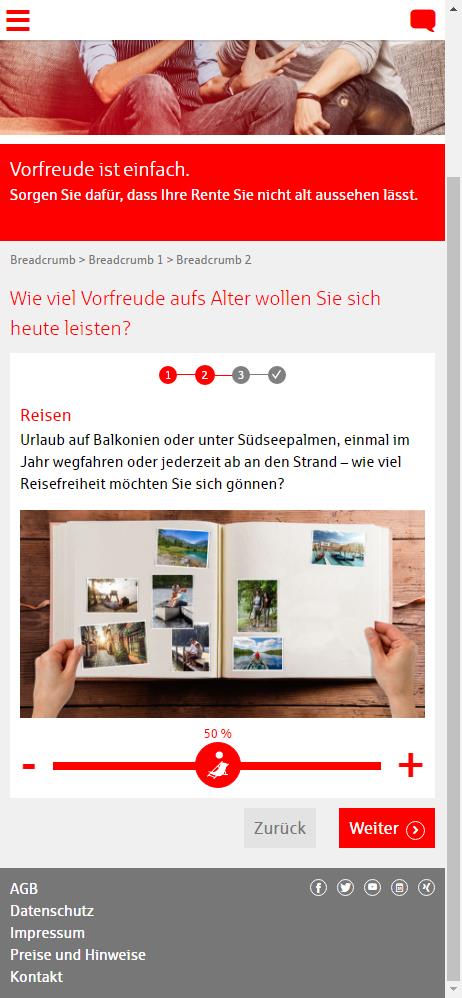 Vorfreude ist einfach.
Sorgen Sie dafür, dass Ihre Rente Sie nicht alt aussehen lässt.
Breadcrumb > Breadcrumb 1 > Breadcrumb 2
Wie viel Vorfreude aufs Alter wollen Sie sich
heute leisten?
1 2 3
Reisen
Urlaub auf Balkonien oder unter Südseepalmen, einmal im
Jahr wegfahren oder jederzeit ab an den Strand – wie viel
Reisefreiheit möchten Sie sich gönnen?
50 %
- +
Zurück Weiter
AGB
Datenschutz
Impressum
Preise und Hinweise
Kontakt